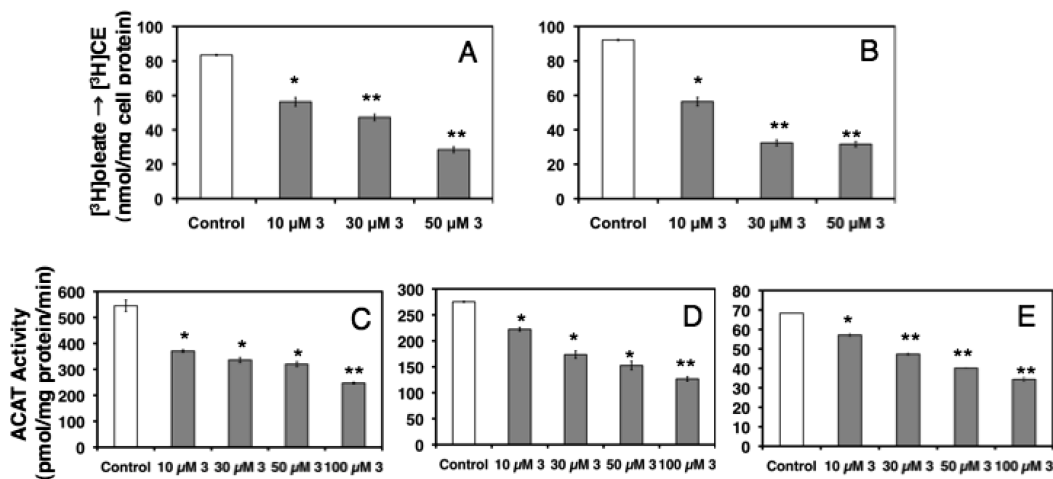 [³H]oleate → [³H]CE
(nmol/mg cell protein)
100
80
60
40
20
0
A
*
**
**
Control
10 µM 3
30 µM 3
50 µM 3
100
80
60
40
20
0
B
*
**
**
Control
10 µM 3
30 µM 3
50 µM 3
ACAT Activity
(pmol/mg protein/min)
600
500
400
300
200
100
0
C
*
*
*
**
Control
10 µM 3
30 µM 3
50 µM 3
100 µM 3
300
250
200
150
100
50
0
D
*
*
*
**
Control
10 µM 3
30 µM 3
50 µM 3
100 µM 3
80
70
60
50
40
30
20
10
0
E
*
**
**
**
Control
10 µM 3
30 µM 3
50 µM 3
100 µM 3